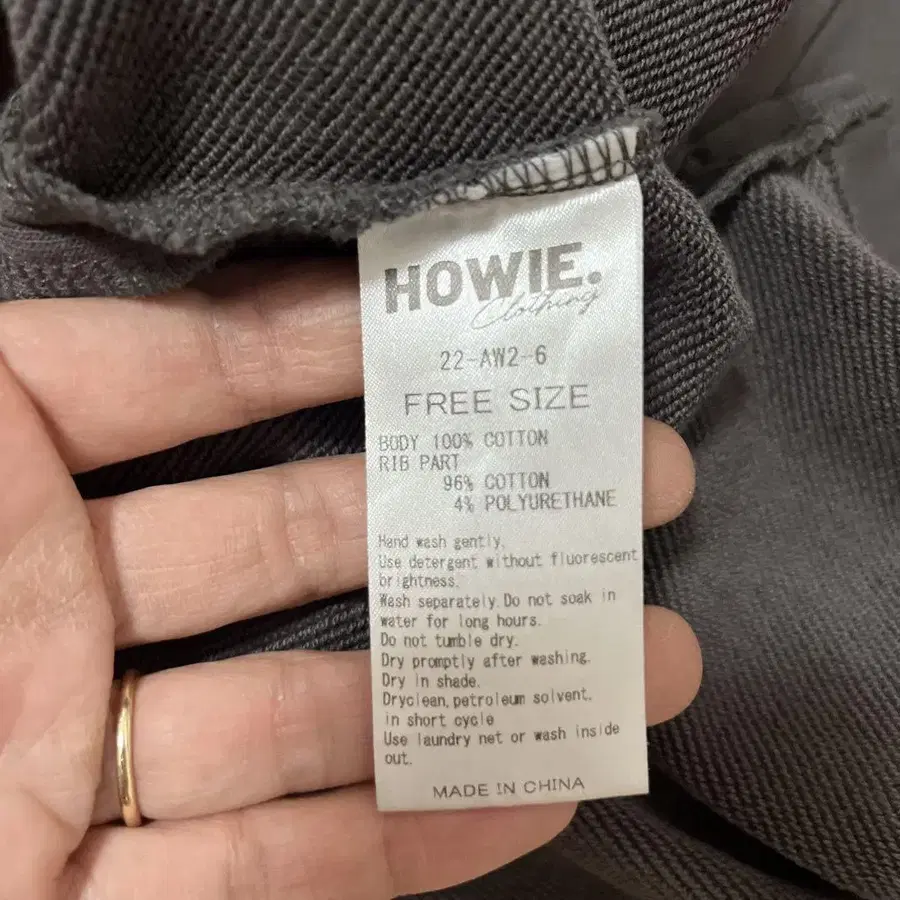 HOWIE.
Clothing
22-AW2-6
FREE SIZE
BODY 100% COTTON
RIB PART
96% COTTON
4% POLYURETHANE
Hand wash gently.
Use detergent without fluorescent
brightness.
Wash separately. Do not soak in
water for long hours.
Do not tumble dry.
Dry promptly after washing.
Dry in shade.
Dryclean, petroleum solvent,
in short cycle
Use laundry net or wash inside
out.
MADE IN CHINA